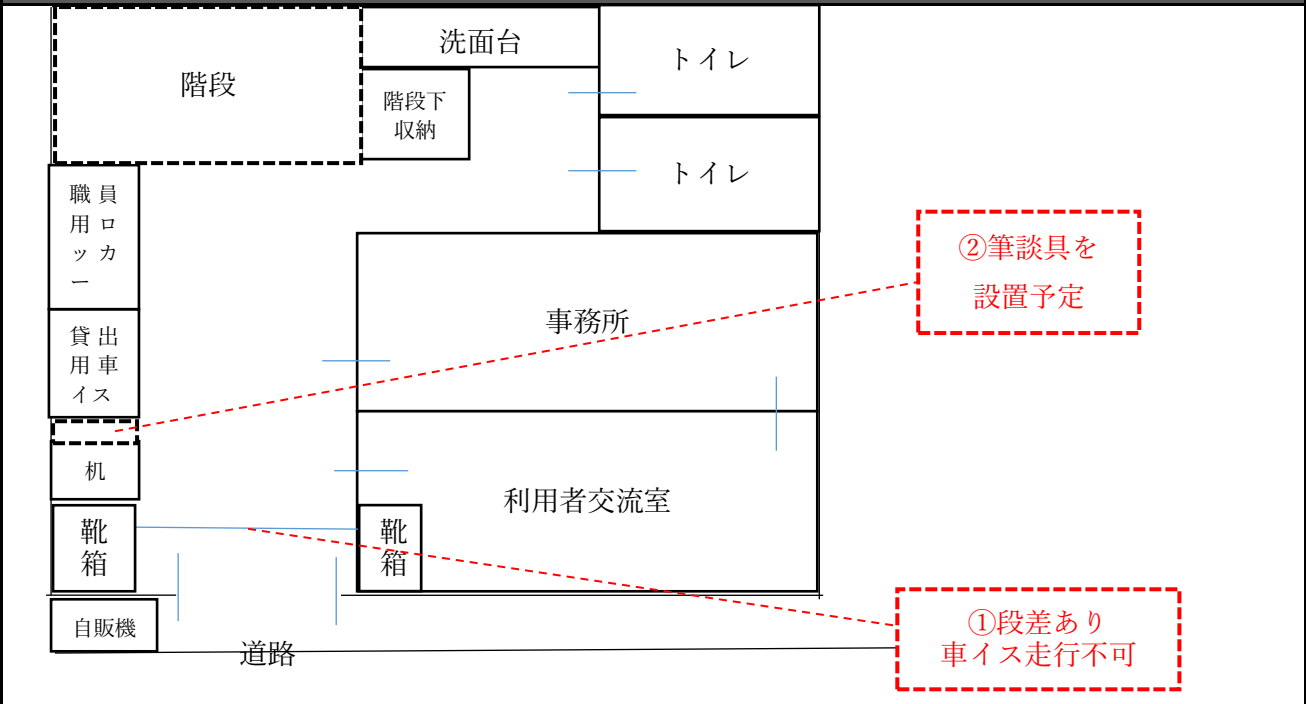 洗面台
トイレ
階段
階段下
収納
トイレ
職員
用ロ
ッカ
ー
②筆談具を
設置予定
事務所
貸出
用車
イス
机
利用者交流室
靴
箱
靴
箱
自販機
道路
①段差あり
車イス走行不可